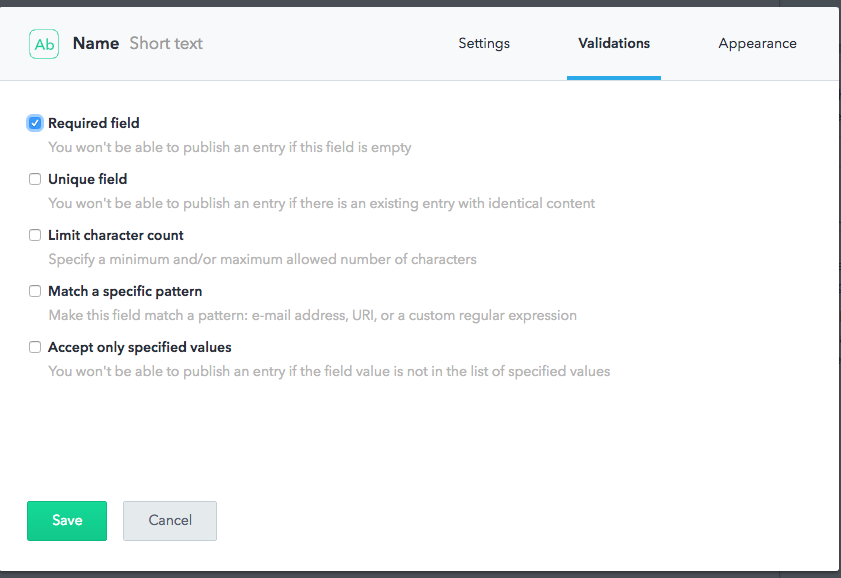 Ab Name Short text Settings Validations Appearance
Required field
You won't be able to publish an entry if this field is empty
Unique field
You won't be able to publish an entry if there is an existing entry with identical content
Limit character count
Specify a minimum and/or maximum allowed number of characters
Match a specific pattern
Make this field match a pattern: e-mail address, URI, or a custom regular expression
Accept only specified values
You won't be able to publish an entry if the field value is not in the list of specified values
Save Cancel